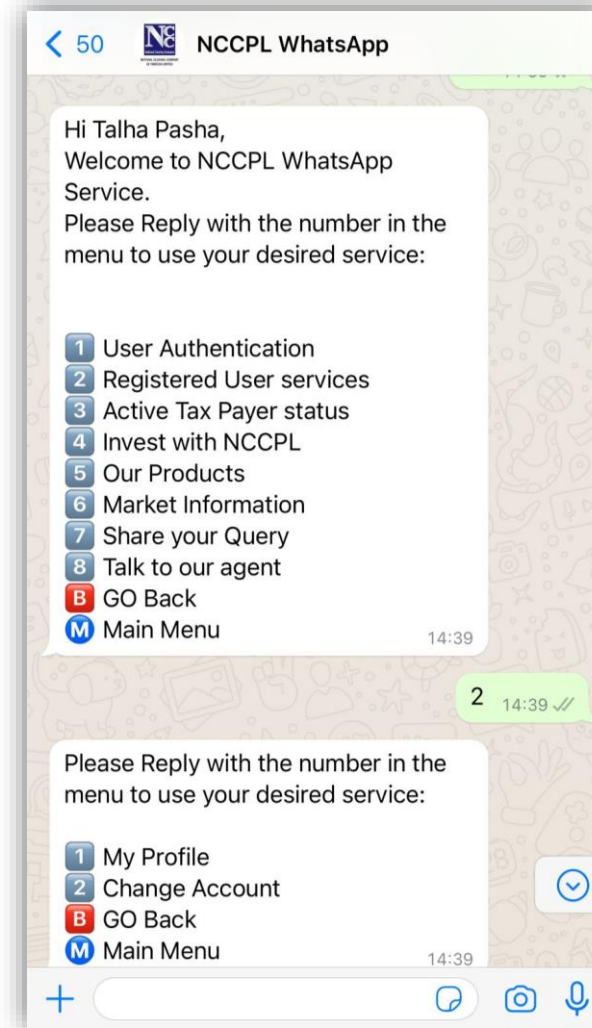 50
NCC
NCCPL WhatsApp
Hi Talha Pasha,
Welcome to NCCPL WhatsApp
Service.
Please Reply with the number in the
menu to use your desired service:
1 User Authentication
2 Registered User services
3 Active Tax Payer status
4 Invest with NCCPL
5 Our Products
6 Market Information
7 Share your Query
8 Talk to our agent
B GO Back
M Main Menu
14:39
2 14:39
Please Reply with the number in the
menu to use your desired service:
1 My Profile
2 Change Account
B GO Back
M Main Menu
14:39